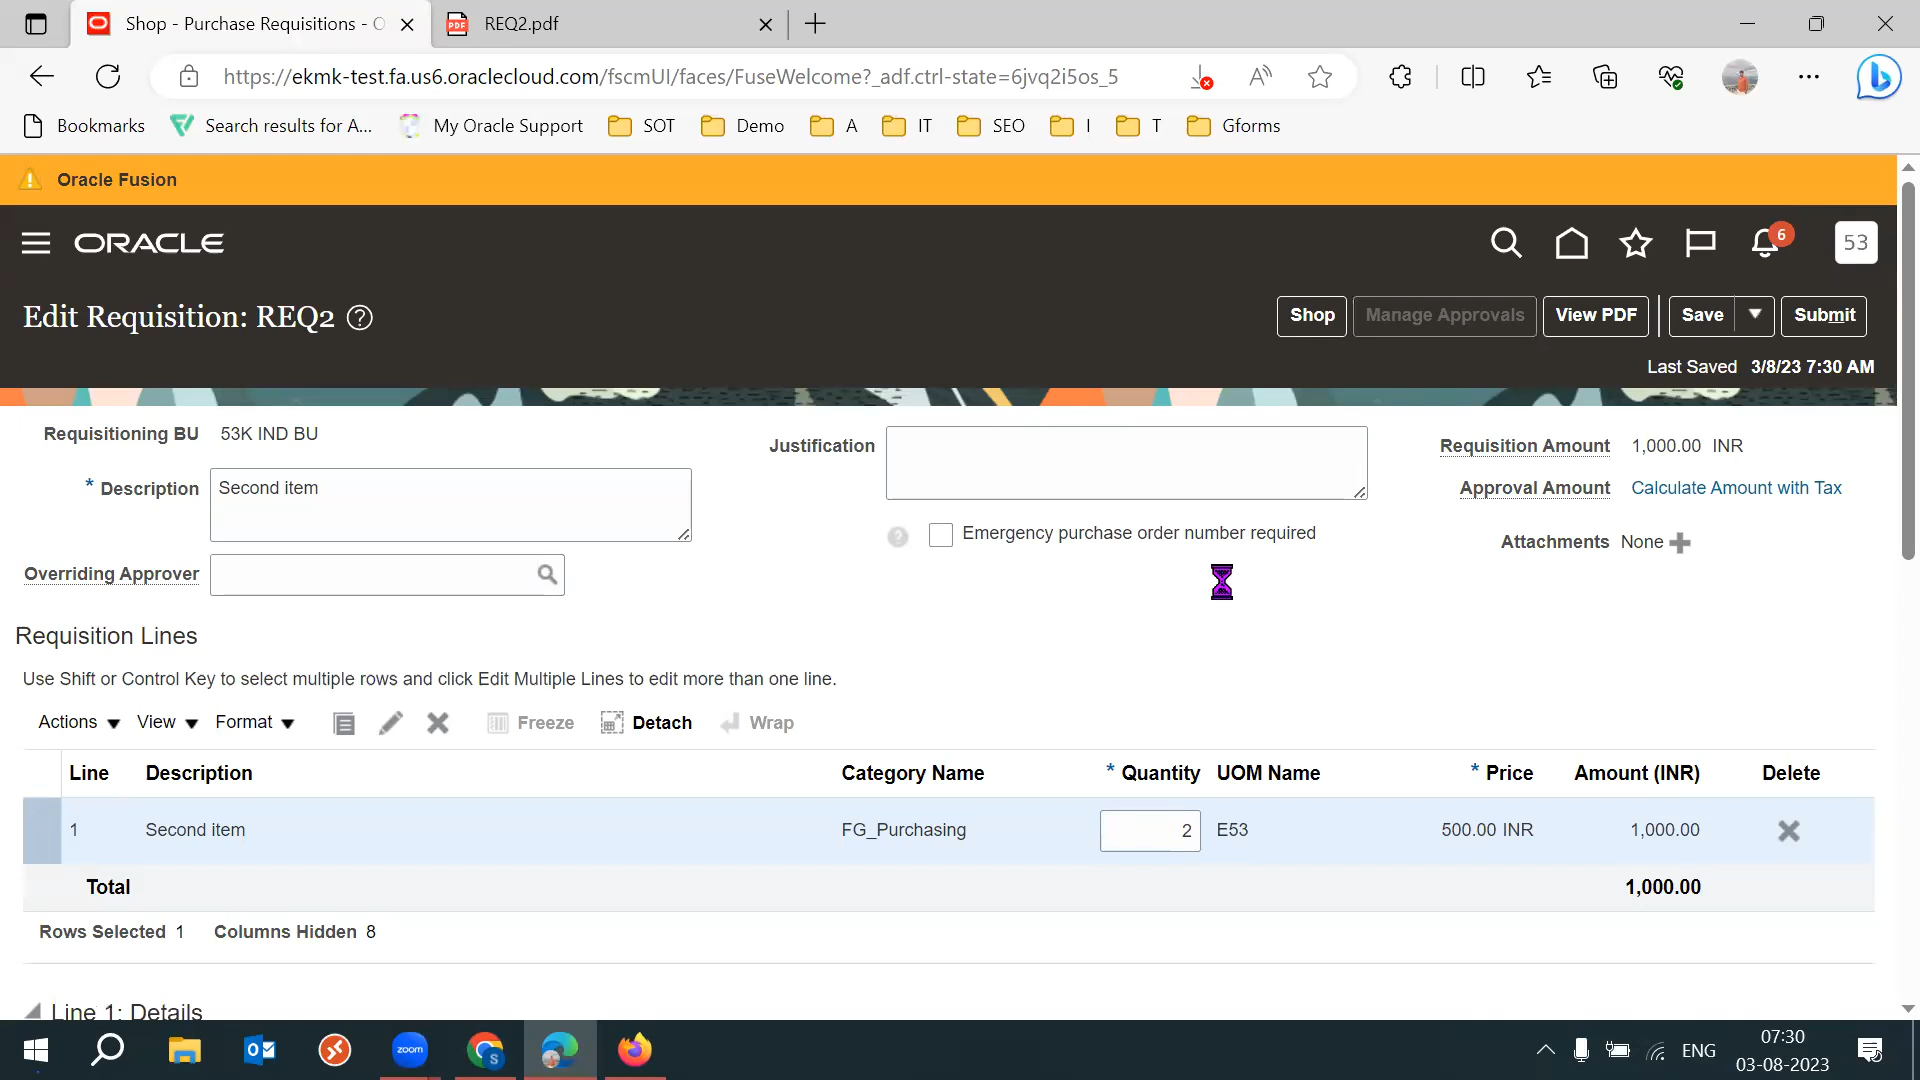 Shop - Purchase Requisitions - O
REQ2.pdf
https://ekmk-test.fa.us6.oraclecloud.com/fscmUI/faces/FuseWelcome?_adf.ctrl-state=6jvq2i5os_5
Bookmarks Search results for A... My Oracle Support SOT Demo A IT SEO I T Gforms
Oracle Fusion
ORACLE
6
53
Edit Requisition: REQ2
Shop Manage Approvals View PDF Save Submit
Last Saved 3/8/23 7:30 AM
Requisitioning BU 53K IND BU
* Description Second item
Overriding Approver
Justification
Emergency purchase order number required
Requisition Amount 1,000.00 INR
Approval Amount Calculate Amount with Tax
Attachments None
Requisition Lines
Use Shift or Control Key to select multiple rows and click Edit Multiple Lines to edit more than one line.
Actions View Format Freeze Detach Wrap
Line Description Category Name * Quantity UOM Name * Price Amount (INR) Delete
1 Second item FG_Purchasing 2 E53 500.00 INR 1,000.00
Total 1,000.00
Rows Selected 1 Columns Hidden 8
Line 1: Details
zoom
S
ENG
07:30
03-08-2023